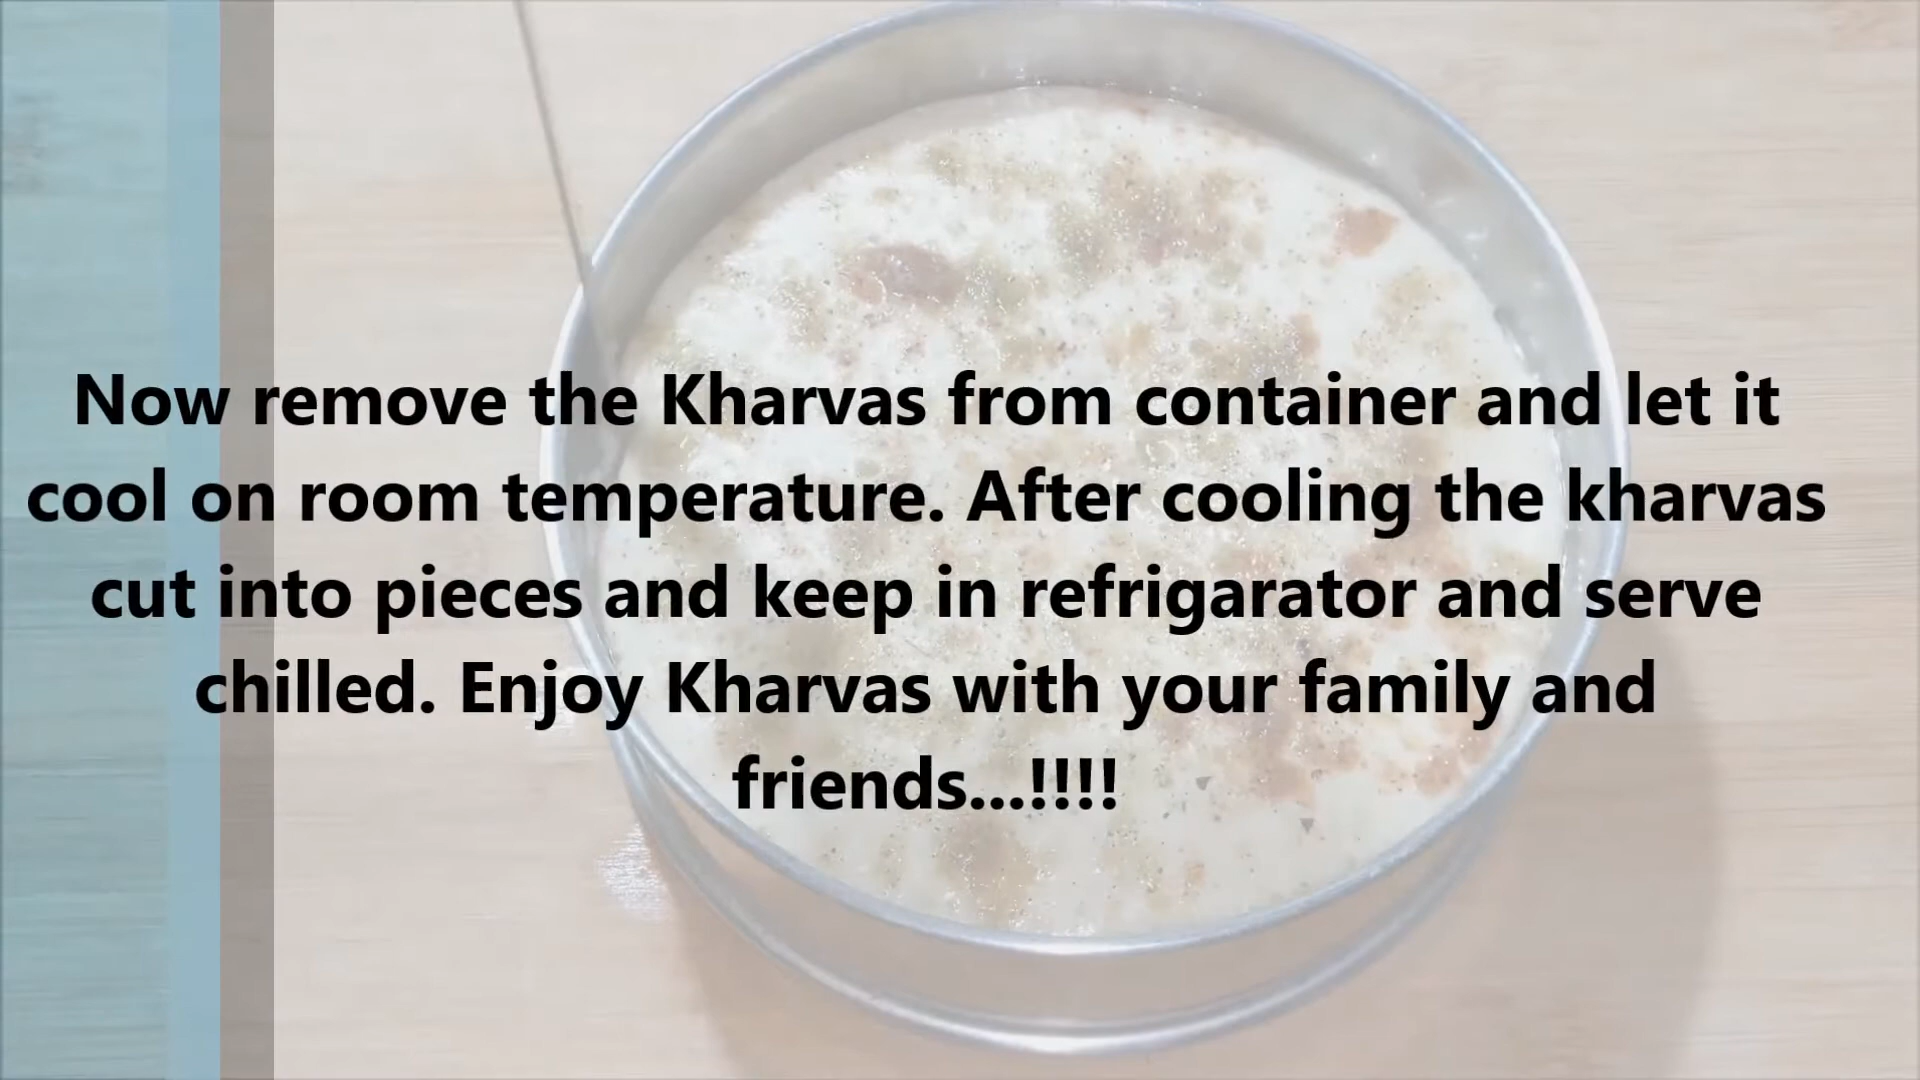 Now remove the Kharvas from container and let it
cool on room temperature. After cooling the kharvas
cut into pieces and keep in refrigarator and serve
chilled. Enjoy Kharvas with your family and
friends...!!!!